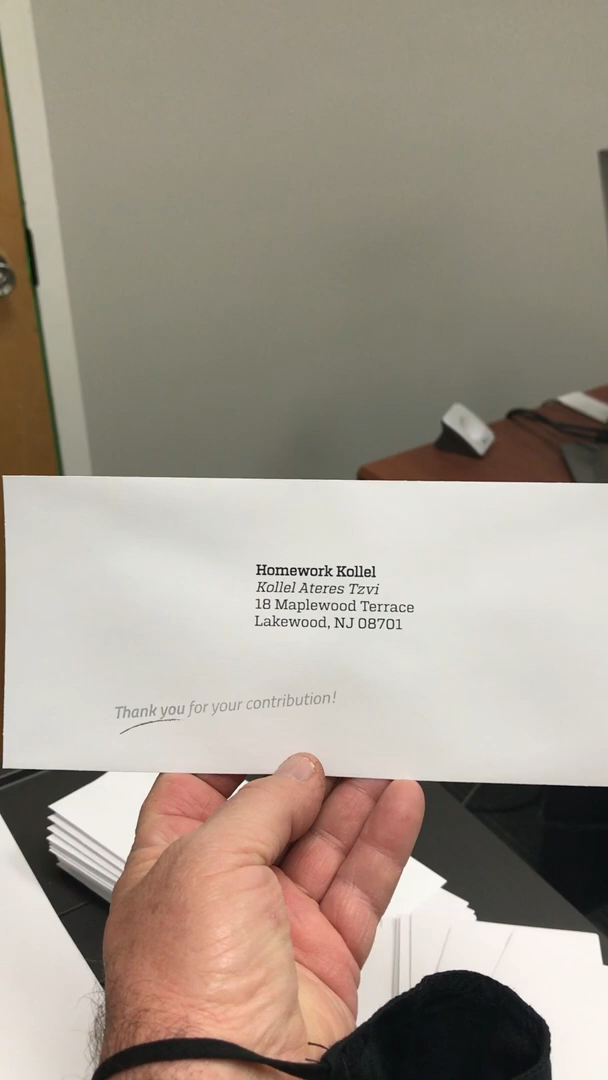 Homework Kollel
Kollel Ateres Tzvi
18 Maplewood Terrace
Lakewood, NJ 08701
Thank you for your contribution!